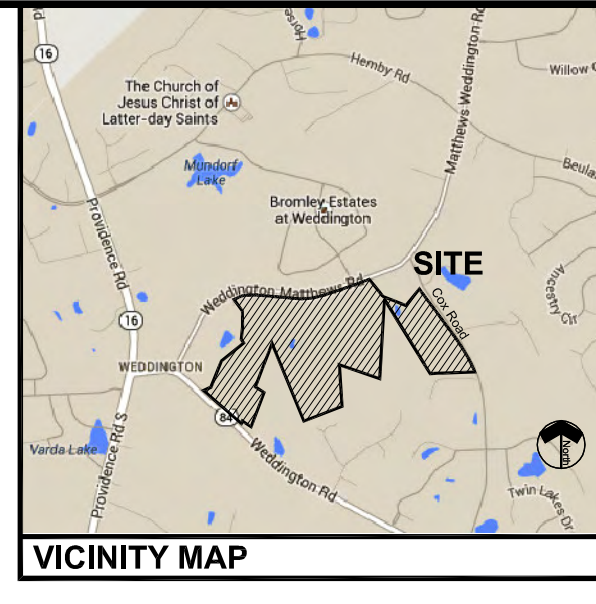 Rd
16
Horse
Hemby Rd
Matthews Weddington Rd
Willow
The Church of
Jesus Christ of
Latter-day Saints
Mundorf
Lake
Beula
Bromley Estates
at Weddington
Providence Rd
SITE
Weddington Matthews Rd
Cox Road
Ancestry Cir
16
WEDDINGTON
84
Varda Lake
Providence Rd S
Weddington Rd
North
Twin Lakes Dr
VICINITY MAP